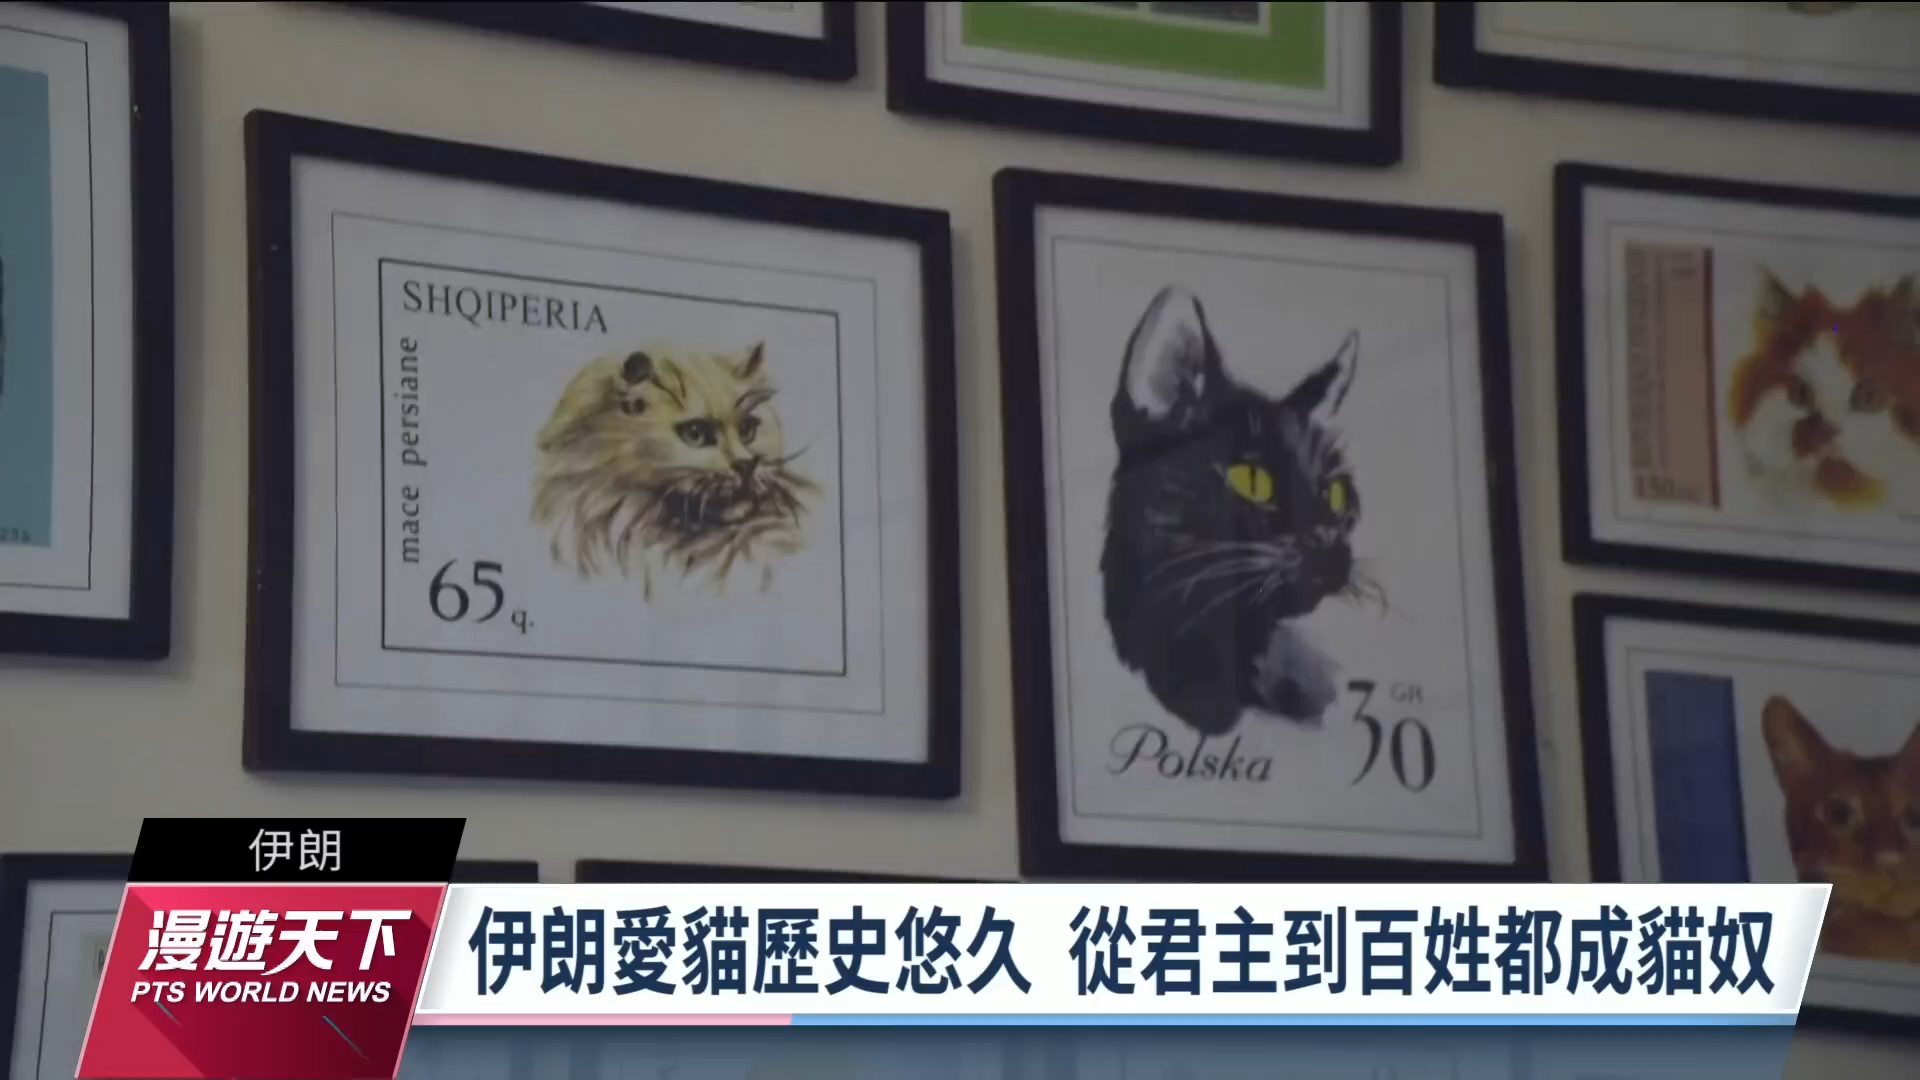 SHQIPERIA
mace persiane
65 q.
30 GR
Polska
伊朗
漫遊天下
PTS WORLD NEWS
伊朗愛貓歷史悠久 從君主到百姓都成貓奴